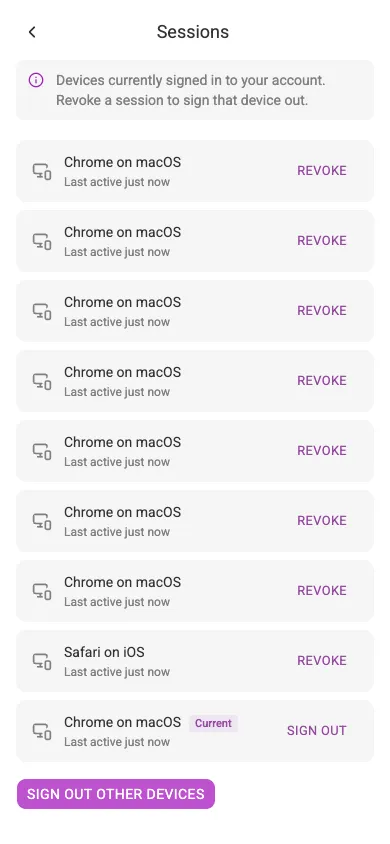 Sessions
Devices currently signed in to your account.
Revoke a session to sign that device out.
Chrome on macOS
Last active just now
REVOKE
Chrome on macOS
Last active just now
REVOKE
Chrome on macOS
Last active just now
REVOKE
Chrome on macOS
Last active just now
REVOKE
Chrome on macOS
Last active just now
REVOKE
Chrome on macOS
Last active just now
REVOKE
Chrome on macOS
Last active just now
REVOKE
Safari on iOS
Last active just now
REVOKE
Chrome on macOS Current
Last active just now
SIGN OUT
SIGN OUT OTHER DEVICES